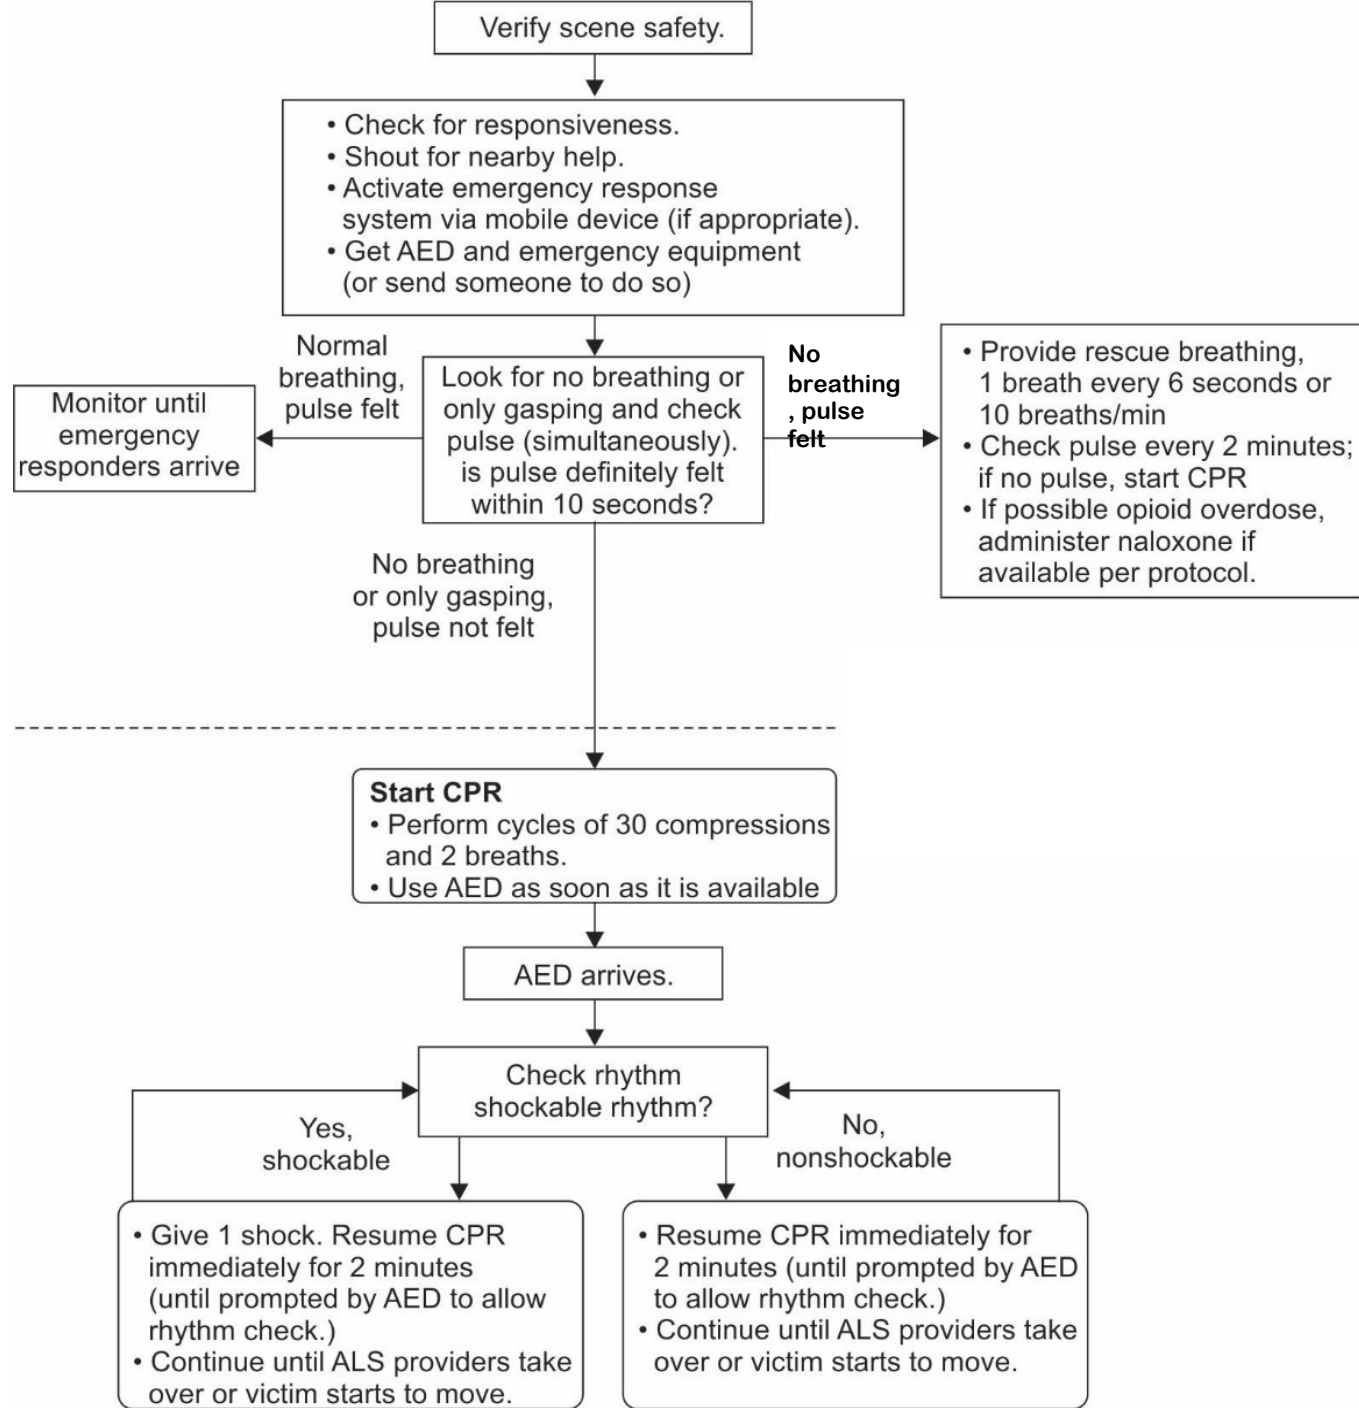 Verify scene safety.
• Check for responsiveness.
• Shout for nearby help.
• Activate emergency response
system via mobile device (if appropriate).
• Get AED and emergency equipment
(or send someone to do so)
Normal
breathing,
pulse felt
Monitor until
emergency
responders arrive
Look for no breathing or
only gasping and check
pulse (simultaneously).
is pulse definitely felt
within 10 seconds?
No
breathing
, pulse
felt
• Provide rescue breathing,
1 breath every 6 seconds or
10 breaths/min
• Check pulse every 2 minutes;
if no pulse, start CPR
• If possible opioid overdose,
administer naloxone if
available per protocol.
No breathing
or only gasping,
pulse not felt
Start CPR
• Perform cycles of 30 compressions
and 2 breaths.
• Use AED as soon as it is available
AED arrives.
Check rhythm
shockable rhythm?
Yes,
shockable
No,
nonshockable
• Give 1 shock. Resume CPR
immediately for 2 minutes
(until prompted by AED to allow
rhythm check.)
• Continue until ALS providers take
over or victim starts to move.
• Resume CPR immediately for
2 minutes (until prompted by AED
to allow rhythm check.)
• Continue until ALS providers take
over or victim starts to move.